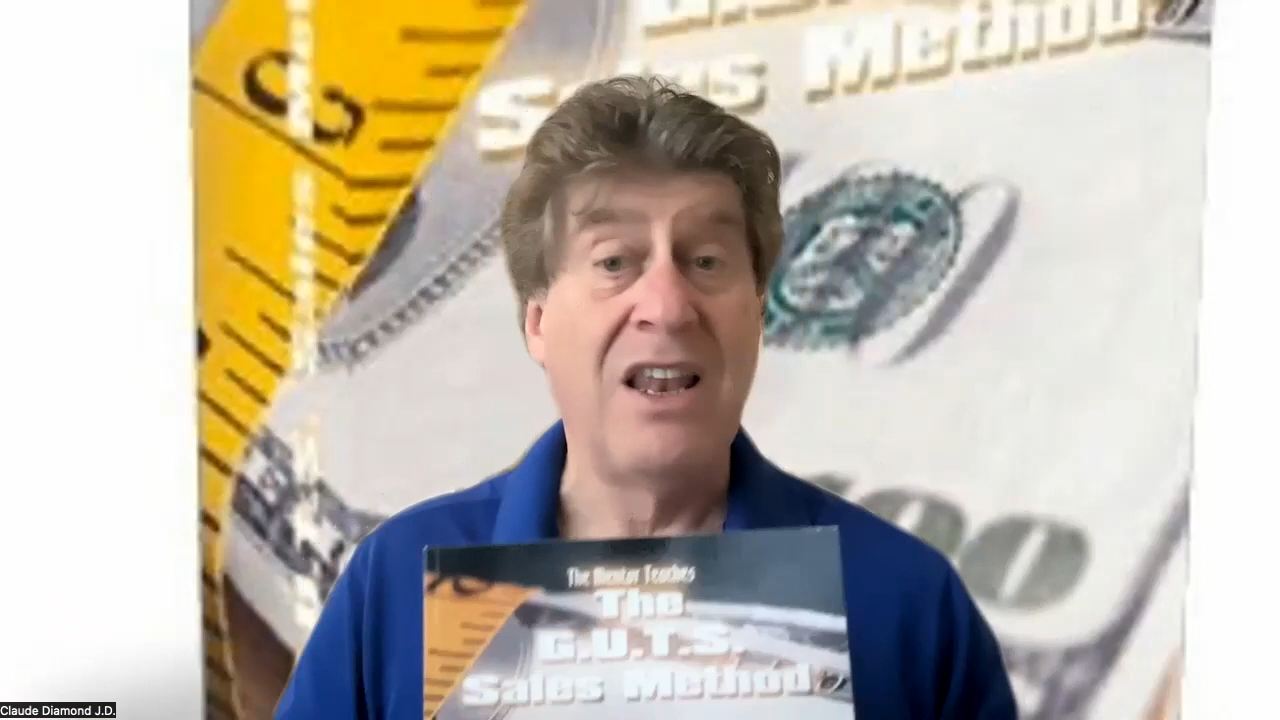 Sales Method
The Mentor Teaches
The
G.U.T.S.
Sales Method
Claude Diamond J.D.